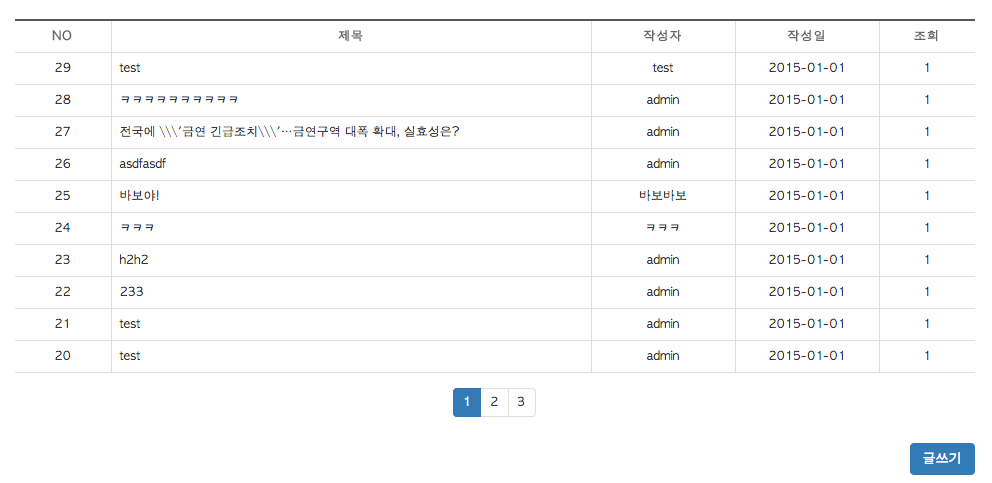 NO 제목 작성자 작성일 조회
29 test test 2015-01-01 1
28 ㅋㅋㅋㅋㅋㅋㅋㅋㅋㅋ admin 2015-01-01 1
27 전국에 \\\'금연 긴급조치\\\'…금연구역 대폭 확대, 실효성은? admin 2015-01-01 1
26 asdfasdf admin 2015-01-01 1
25 바보야! 바보바보 2015-01-01 1
24 ㅋㅋㅋ ㅋㅋㅋ 2015-01-01 1
23 h2h2 admin 2015-01-01 1
22 233 admin 2015-01-01 1
21 test admin 2015-01-01 1
20 test admin 2015-01-01 1
1 2 3
글쓰기